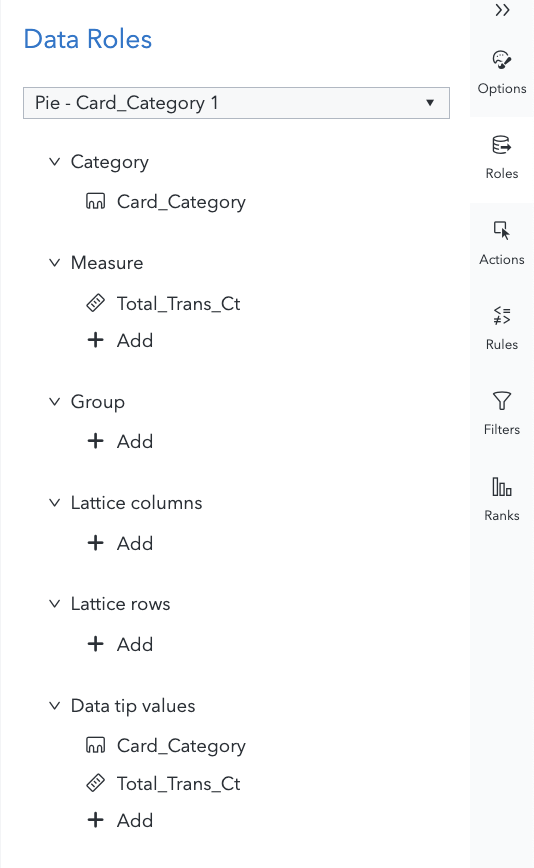 Data Roles
Pie - Card_Category 1
Category
Card_Category
Measure
Total_Trans_Ct
Add
Group
Add
Lattice columns
Add
Lattice rows
Add
Data tip values
Card_Category
Total_Trans_Ct
Add
Options
Roles
Actions
Rules
Filters
Ranks